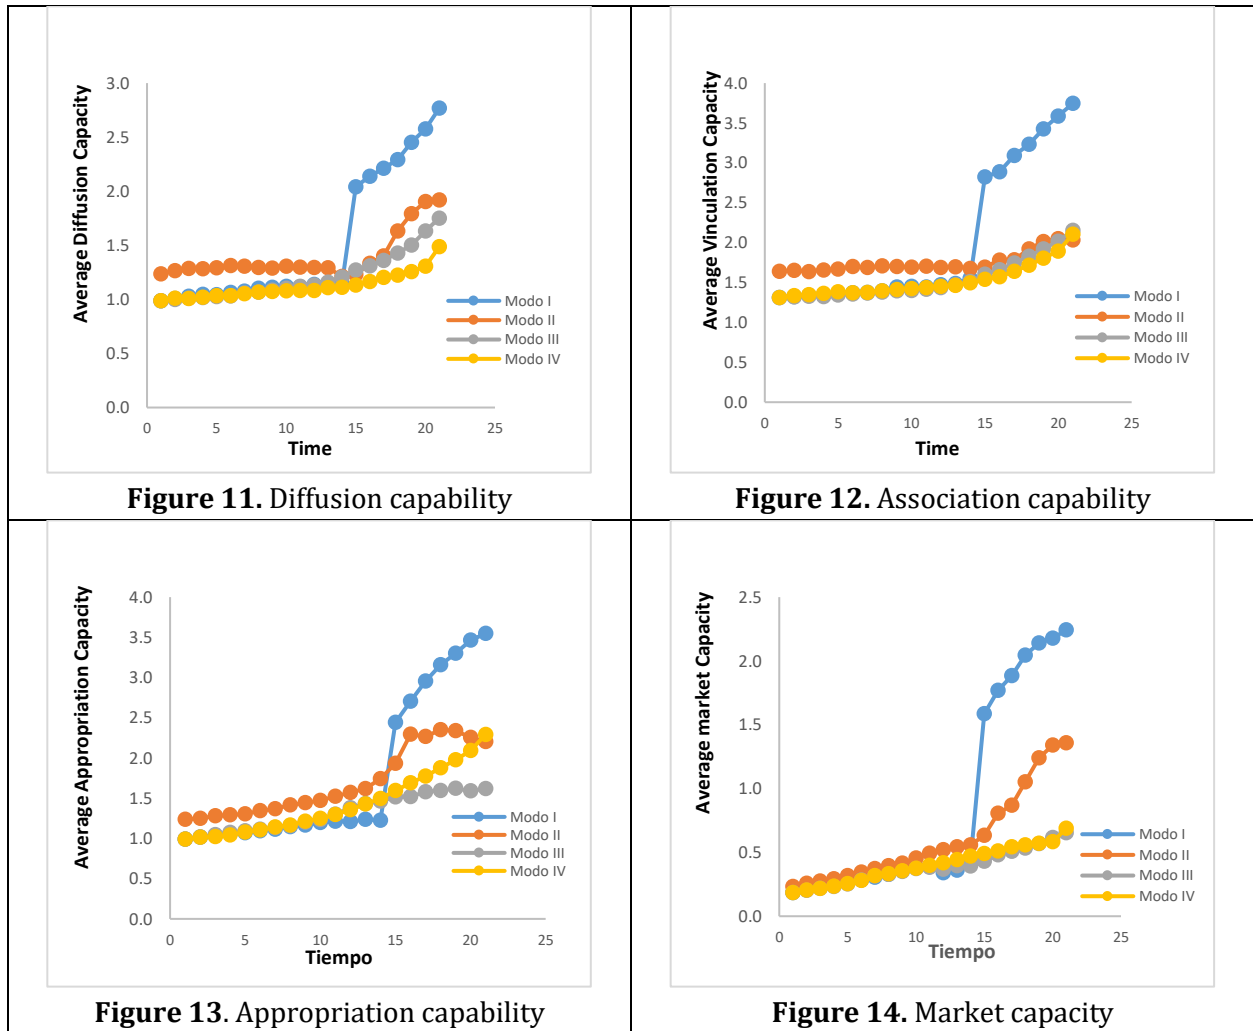 Average Diffusion Capacity
3.0
2.5
2.0
1.5
1.0
0.5
0.0
0 5 10 15 20 25
Time
Modo I
Modo II
Modo III
Modo IV
Figure 11. Diffusion capability
Average Vinculation Capacity
4.0
3.5
3.0
2.5
2.0
1.5
1.0
0.5
0.0
0 5 10 15 20 25
Time
Modo I
Modo II
Modo III
Modo IV
Figure 12. Association capability
Average Appropriation Capacity
4.0
3.5
3.0
2.5
2.0
1.5
1.0
0.5
0.0
0 5 10 15 20 25
Tiempo
Modo I
Modo II
Modo III
Modo IV
Figure 13. Appropriation capability
Average market Capacity
2.5
2.0
1.5
1.0
0.5
0.0
0 5 10 15 20 25
Tiempo
Modo I
Modo II
Modo III
Modo IV
Figure 14. Market capacity